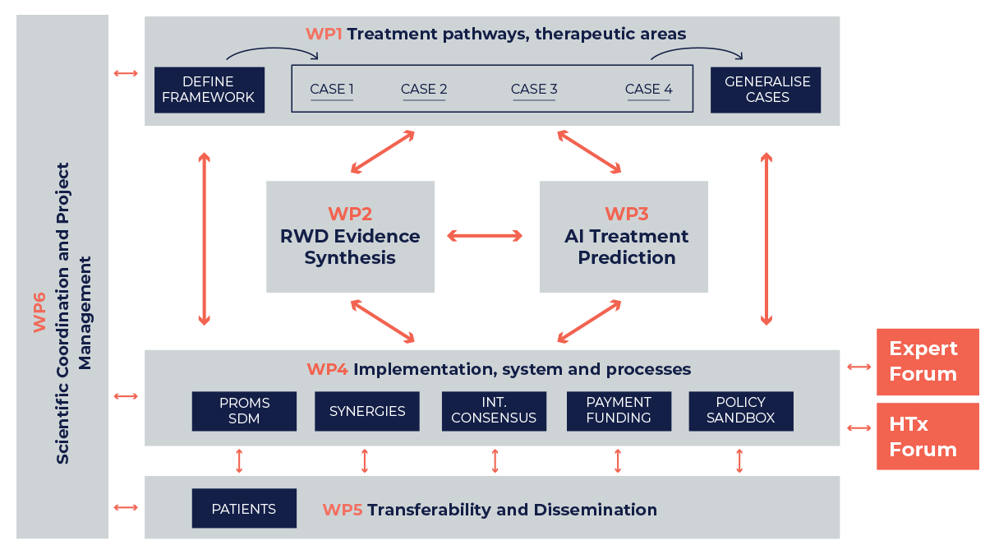 WP1 Treatment pathways, therapeutic areas
DEFINE
FRAMEWORK
CASE 1
CASE 2
CASE 3
CASE 4
GENERALISE
CASES
WP2
RWD Evidence
Synthesis
WP3
AI Treatment
Prediction
WP6
Scientific Coordination and Project
Management
WP4 Implementation, system and processes
PROMS
SDM
SYNERGIES
INT.
CONSENSUS
PAYMENT
FUNDING
POLICY
SANDBOX
Expert
Forum
HTx
Forum
PATIENTS
WP5 Transferability and Dissemination